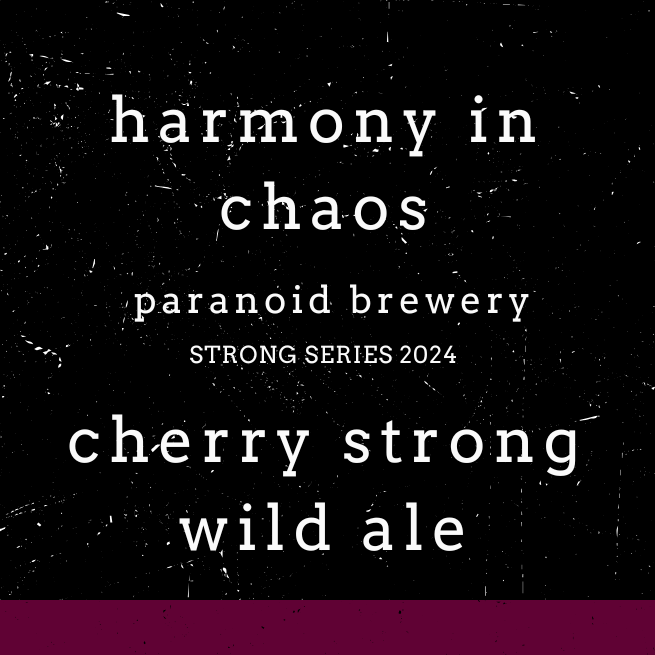 harmony in
chaos
paranoid brewery
STRONG SERIES 2024
cherry strong
wild ale